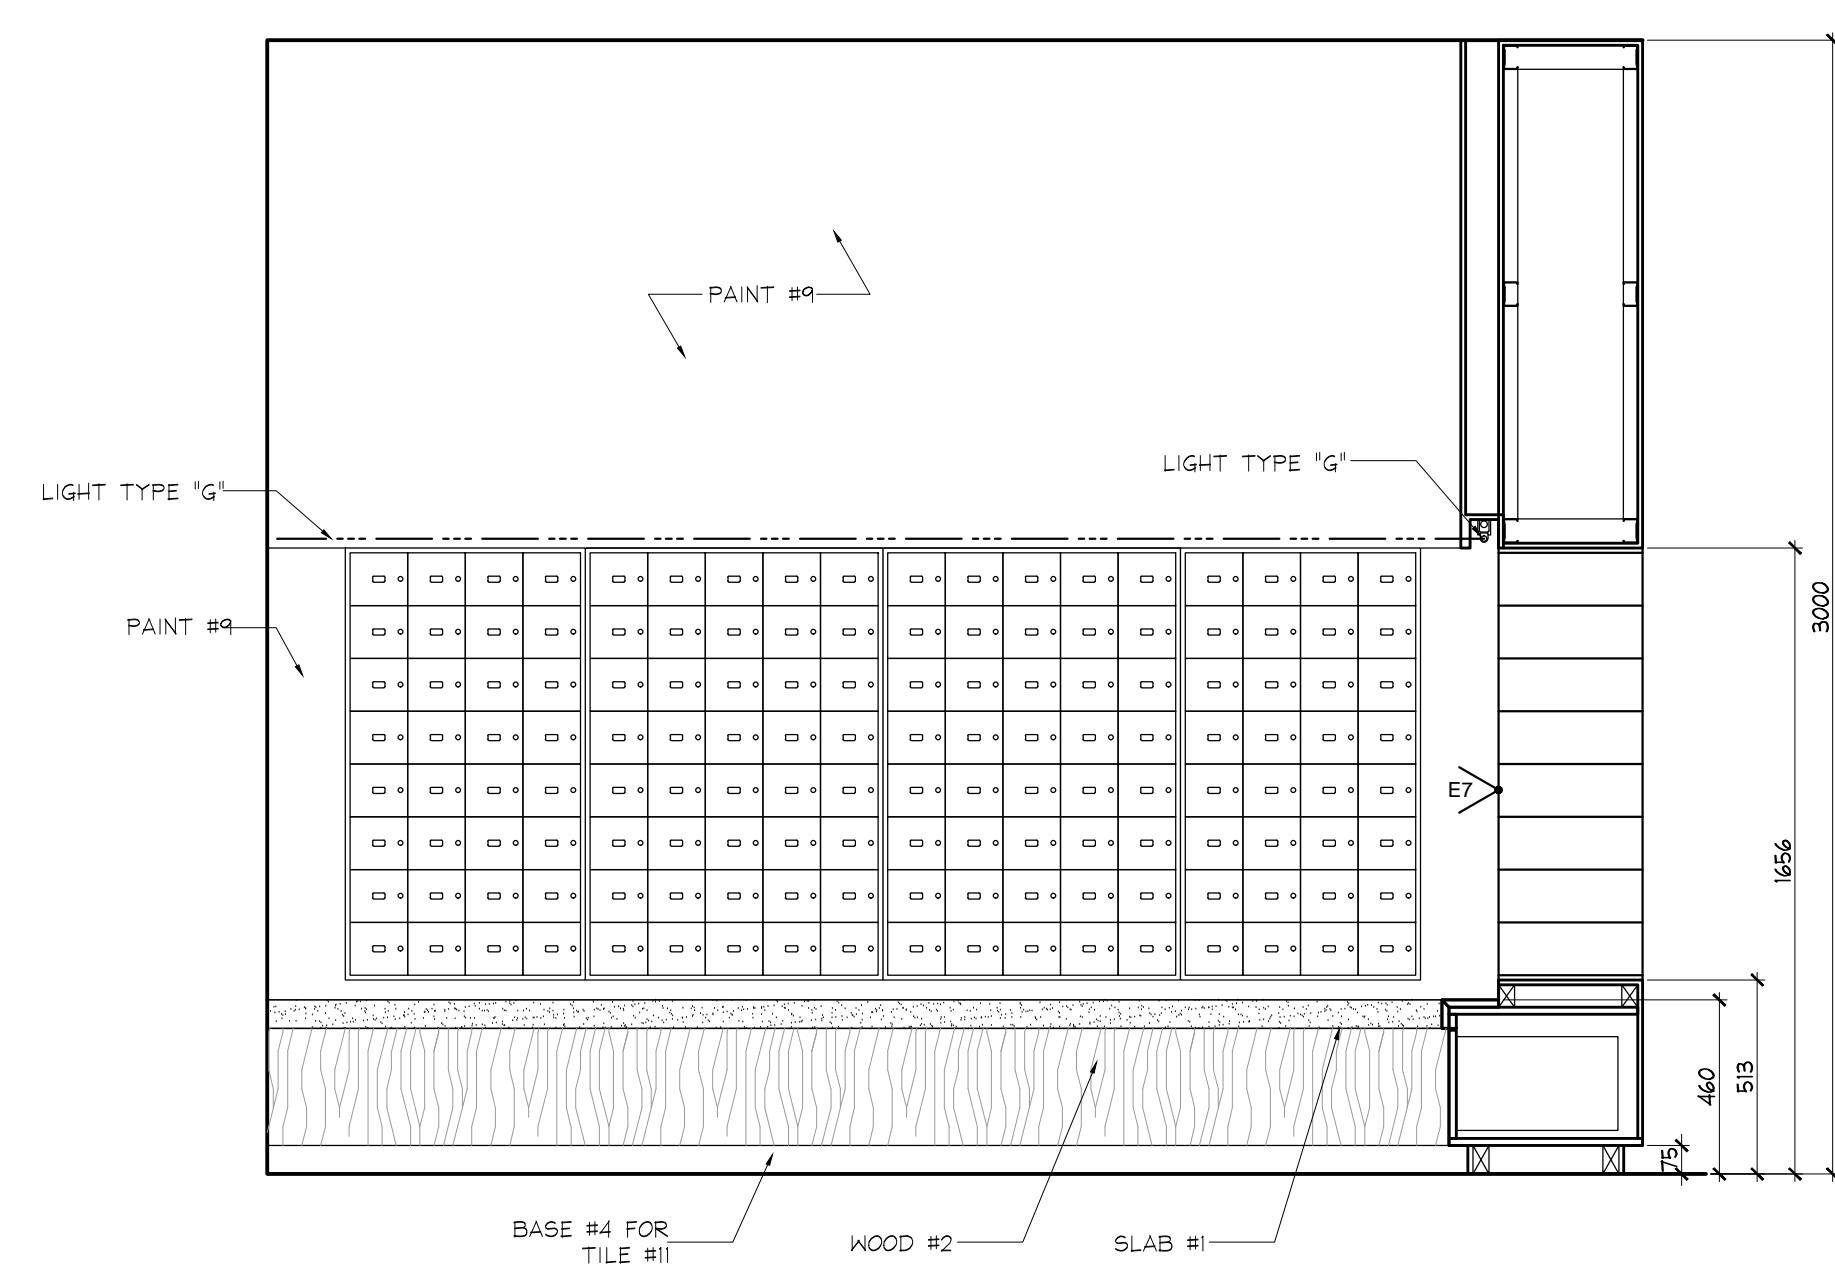 PAINT #9
LIGHT TYPE "G"
LIGHT TYPE "G"
PAINT #9
3000
E7
1656
460
513
75
BASE #4 FOR
TILE #11
WOOD #2
SLAB #1